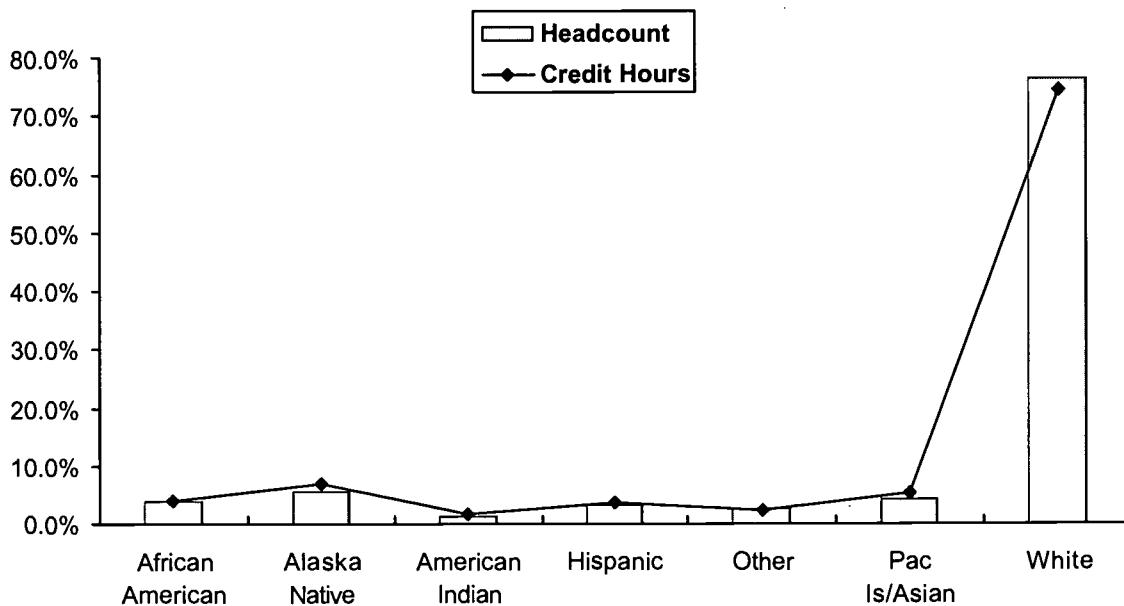 Headcount
Credit Hours
80.0%
70.0%
60.0%
50.0%
40.0%
30.0%
20.0%
10.0%
0.0%
African
American
Alaska
Native
American
Indian
Hispanic
Other
Pac
Is/Asian
White